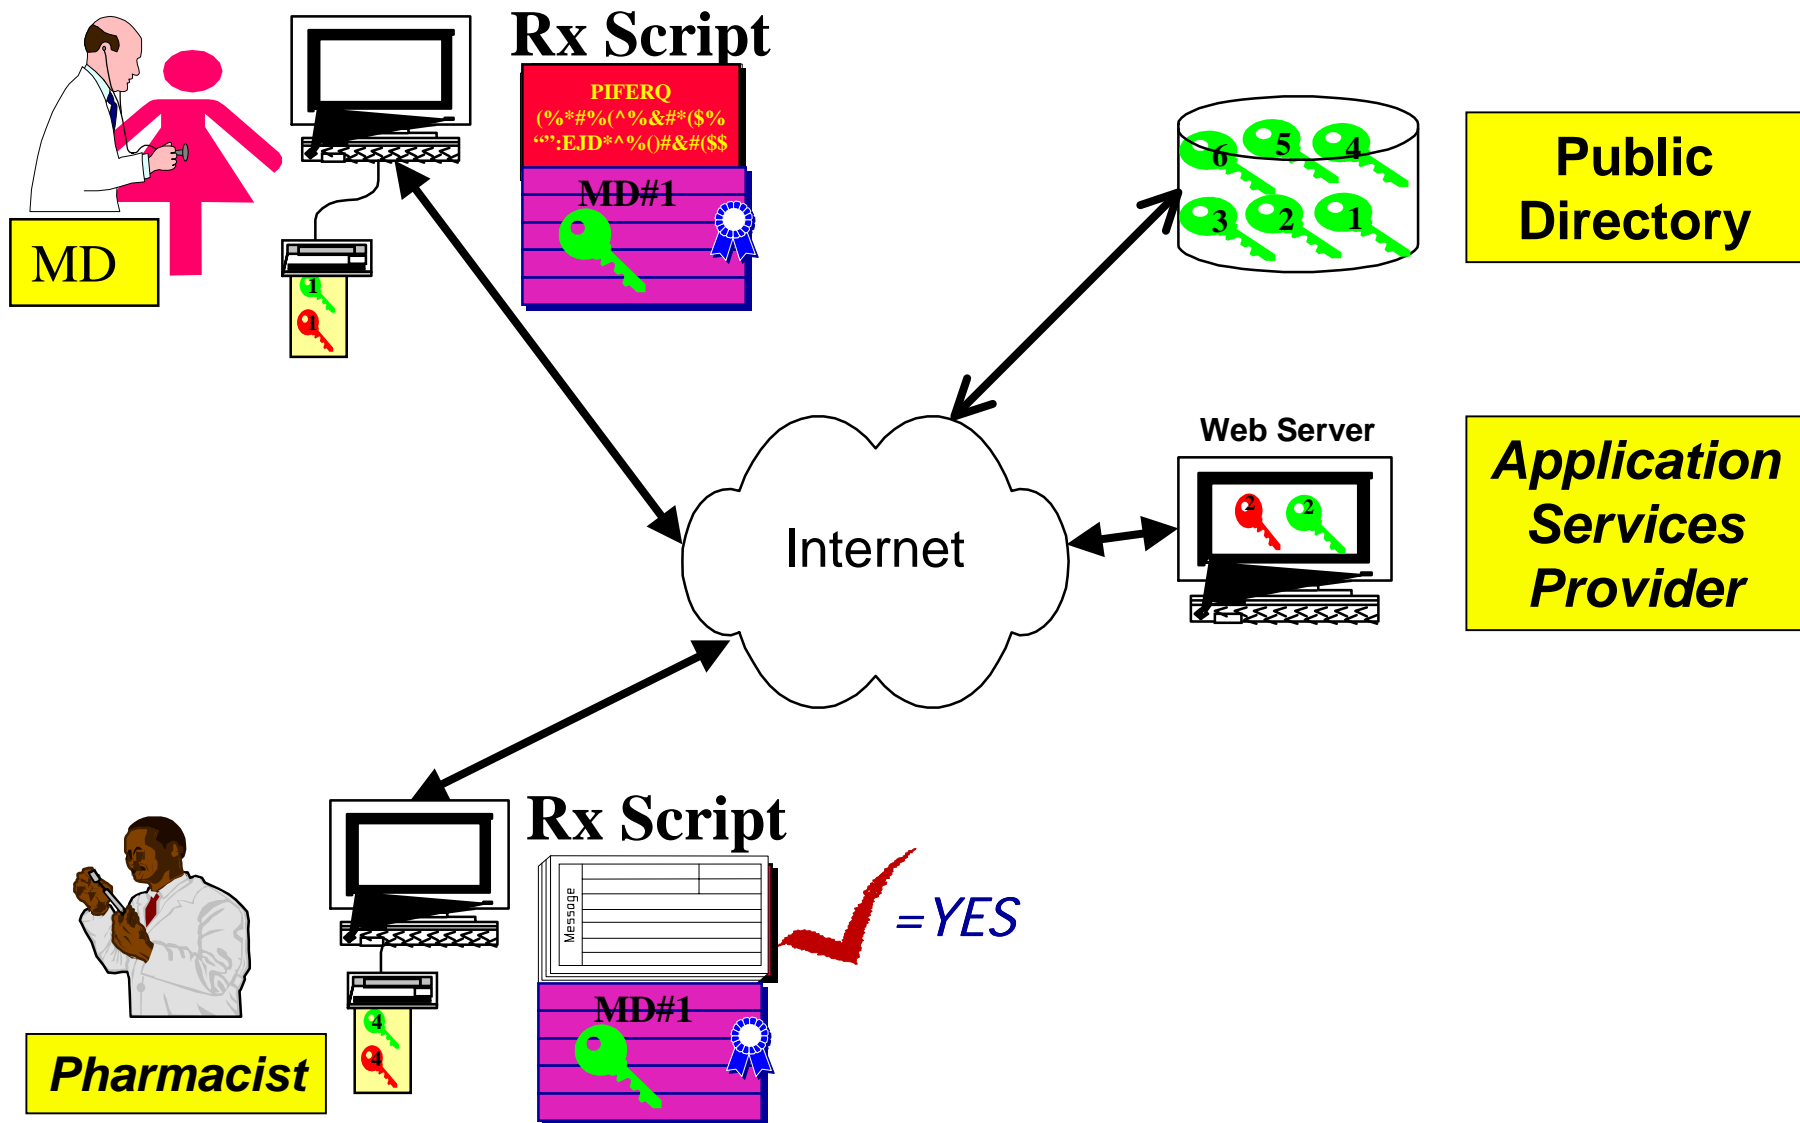 Rx Script
PIFERQ
(%*#%(^%&#*($%
“”:EJD*^%()#&#($$
MD#1
MD
1
1
6 5 4
3 2 1
Public
Directory
Web Server
2 2
Application
Services
Provider
Internet
Rx Script
Message
=YES
MD#1
4
4
Pharmacist